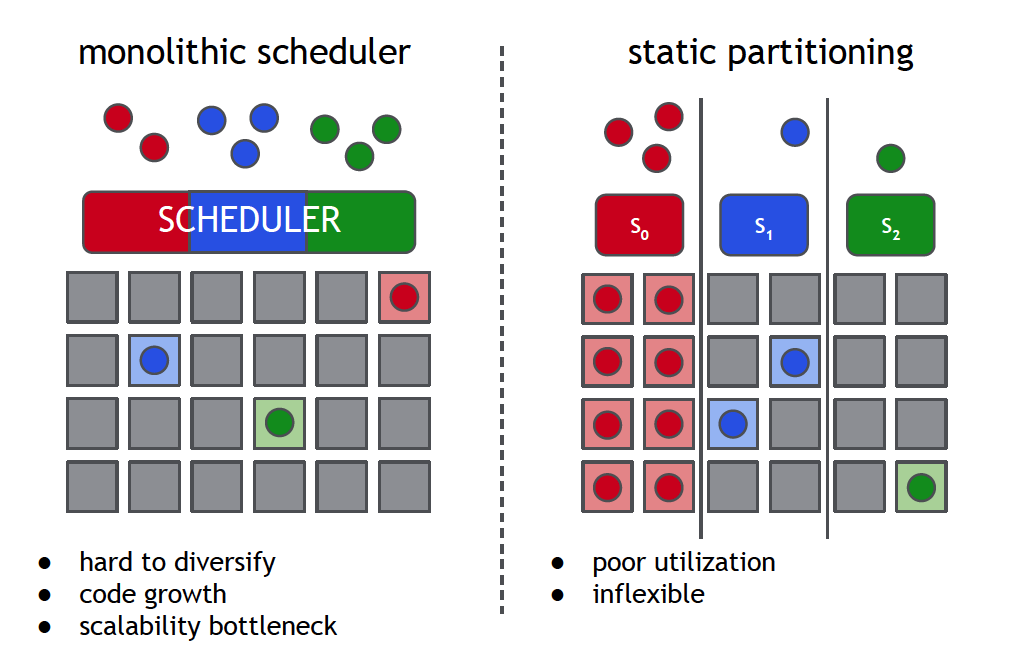 monolithic scheduler
SCHEDULER
● hard to diversify
● code growth
● scalability bottleneck
static partitioning
S₀
S₁
S₂
● poor utilization
● inflexible